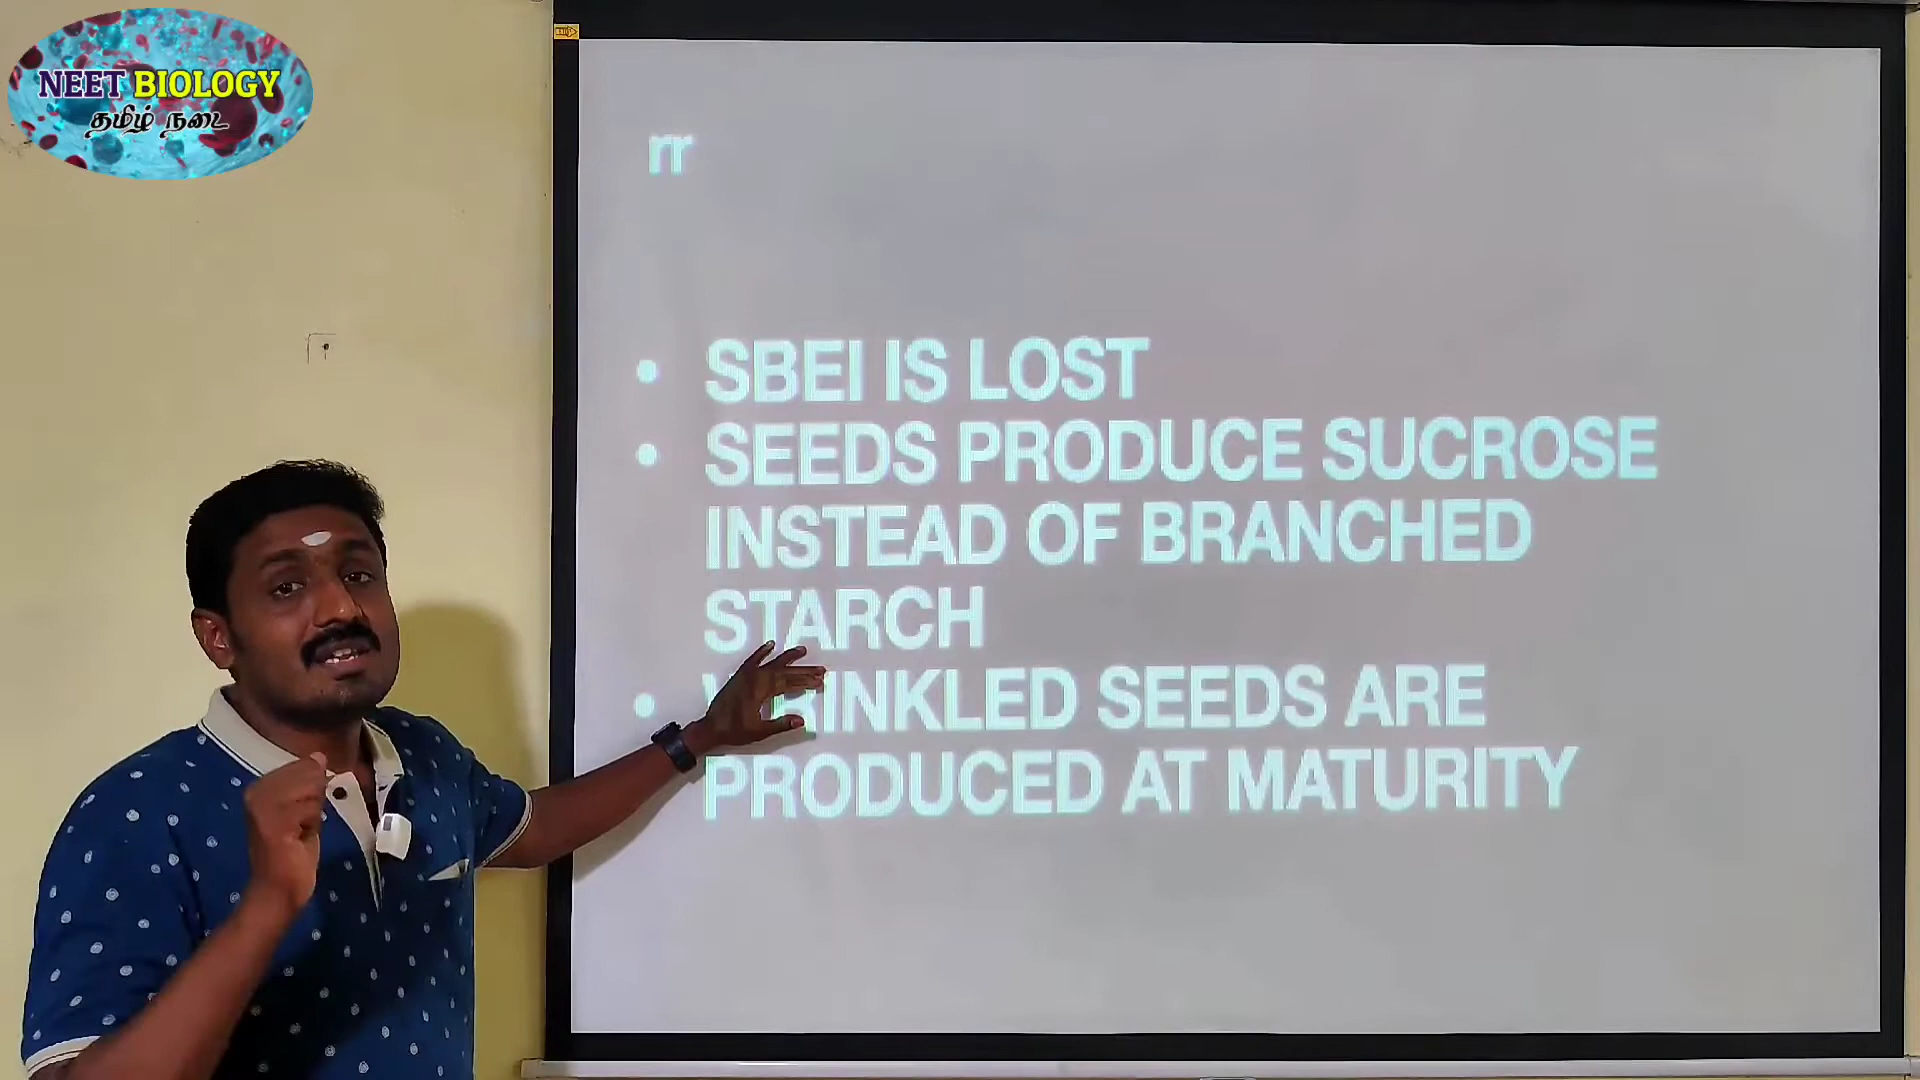 NEET BIOLOGY
தமிழ் நடை
rr
• SBEI IS LOST
• SEEDS PRODUCE SUCROSE
INSTEAD OF BRANCHED
STARCH
• WRINKLED SEEDS ARE
PRODUCED AT MATURITY